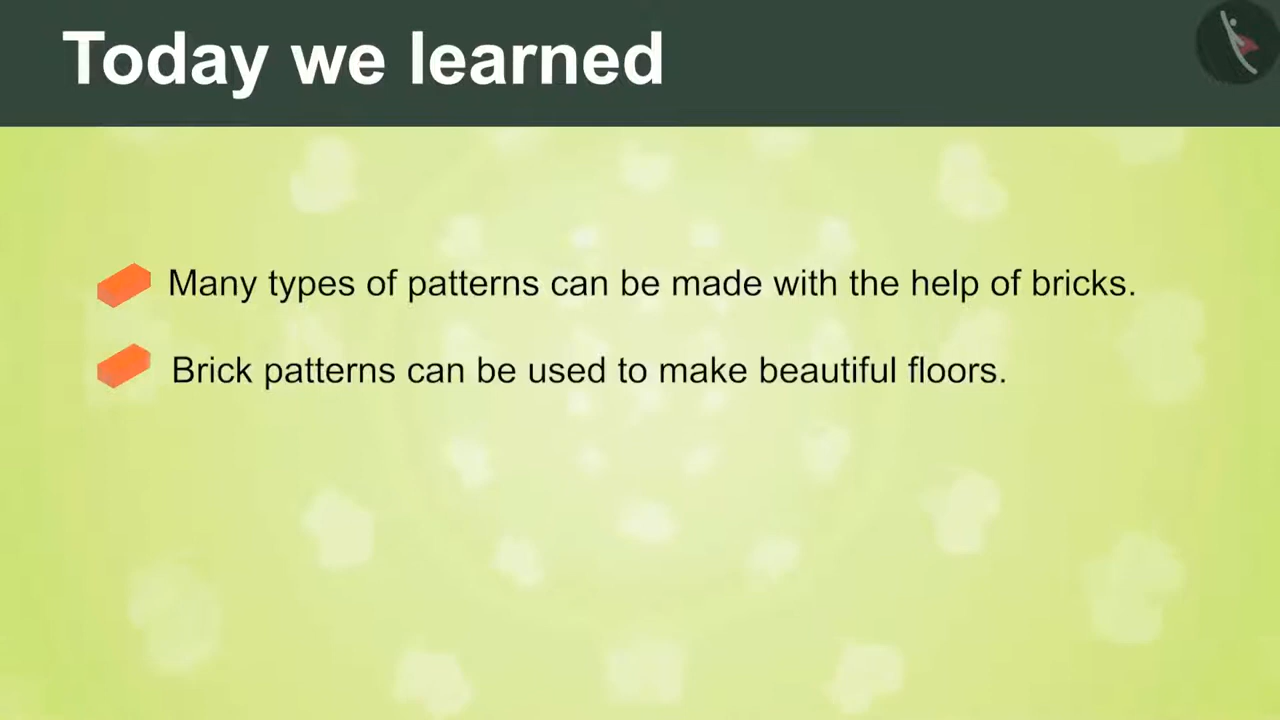 Today we learned
Many types of patterns can be made with the help of bricks.
Brick patterns can be used to make beautiful floors.